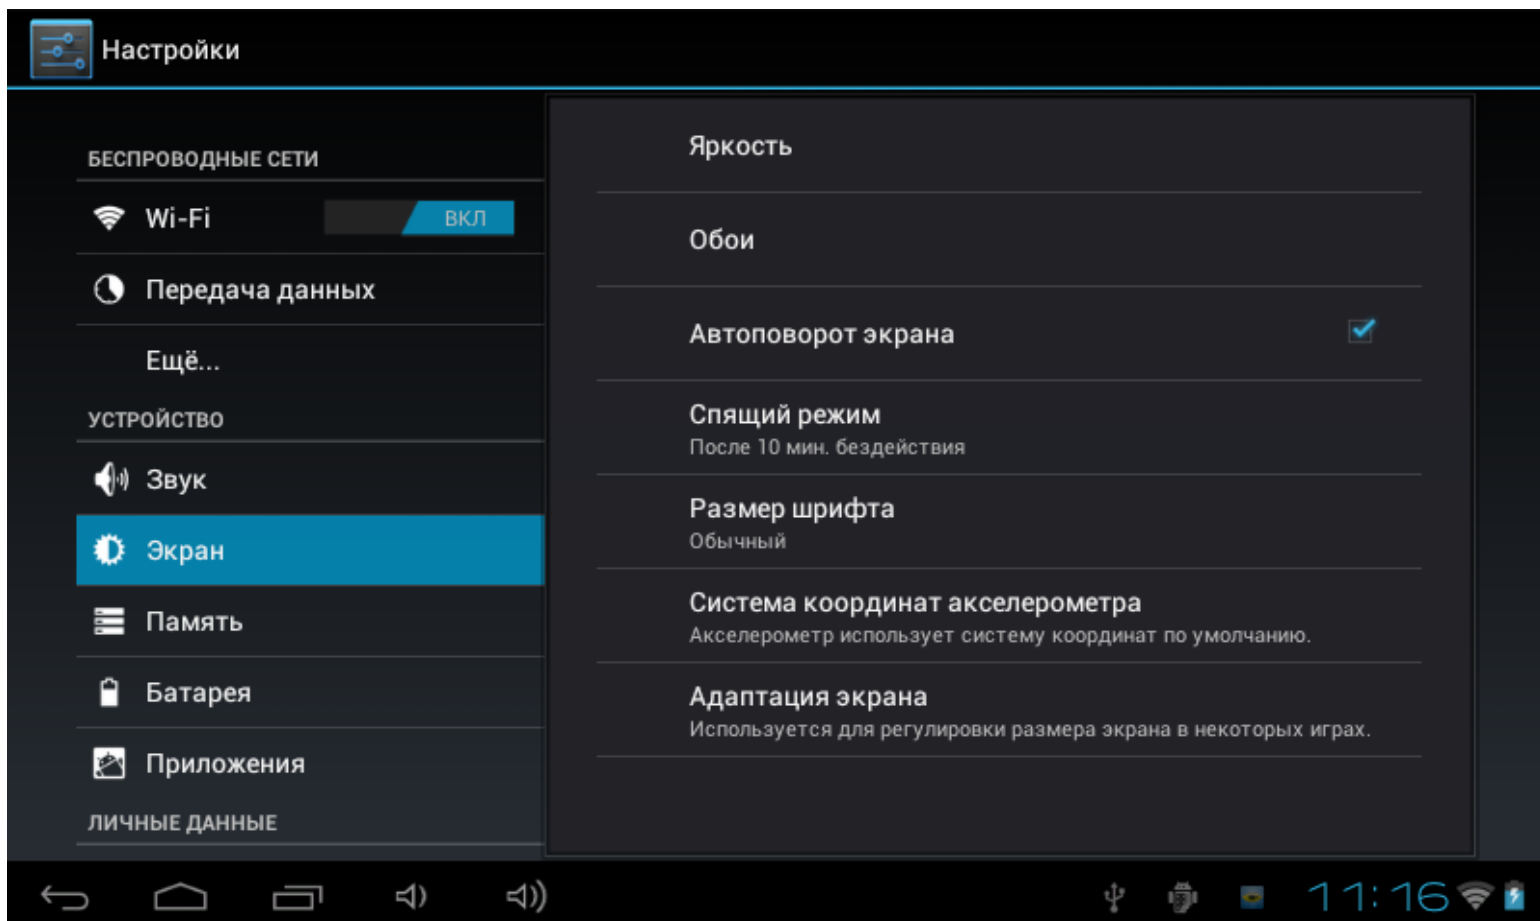 Настройки
БЕСПРОВОДНЫЕ СЕТИ
Wi-Fi
ВКЛ
Передача данных
Ещё...
УСТРОЙСТВО
Звук
Экран
Память
Батарея
Приложения
ЛИЧНЫЕ ДАННЫЕ
Яркость
Обои
Автоповорот экрана
Спящий режим
После 10 мин. бездействия
Размер шрифта
Обычный
Система координат акселерометра
Акселерометр использует систему координат по умолчанию.
Адаптация экрана
Используется для регулировки размера экрана в некоторых играх.
11:16